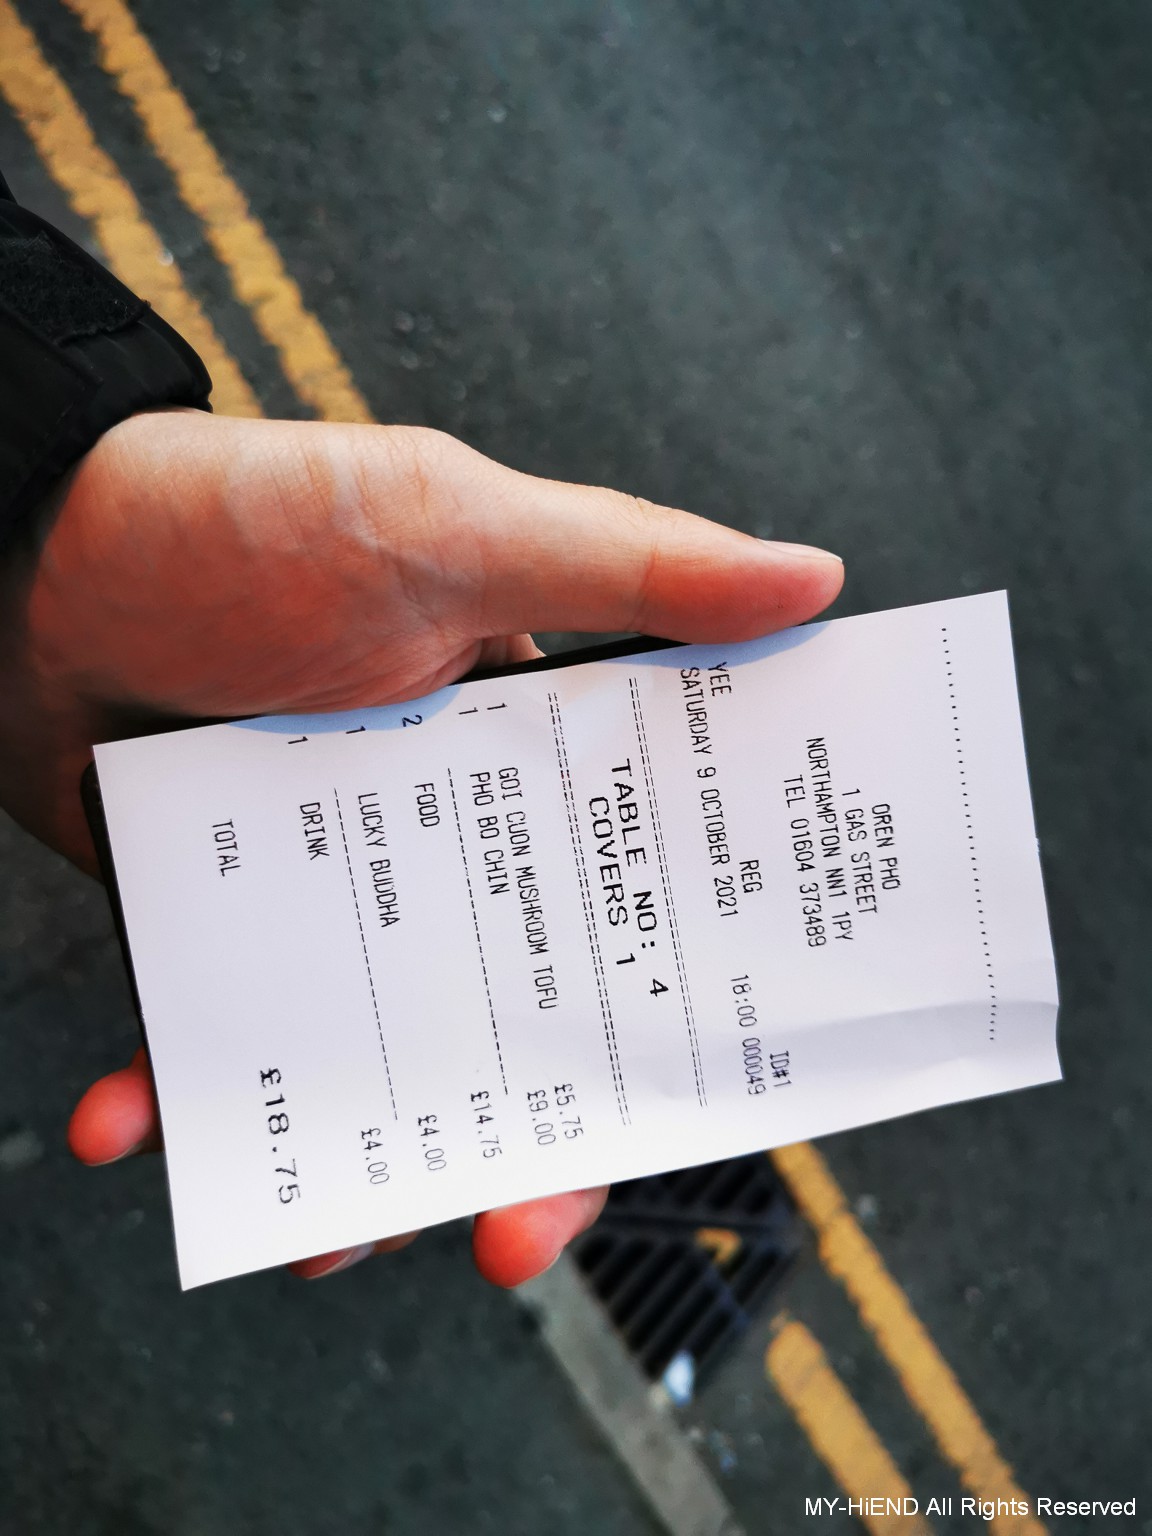 OREN PHO
1 GAS STREET
NORTHAMPTON NN1 1PY
TEL 01604 373489
REG ID#1
YEE 18:00 000049
SATURDAY 9 OCTOBER 2021
TABLE NO: 4
COVERS 1
1 GOI CUON MUSHROOM TOFU £5.75
1 PHO BO CHIN £9.00
2 FOOD £14.75
1 LUCKY BUDDHA £4.00
1 DRINK £4.00
TOTAL £18.75
MY-HiEND All Rights Reserved